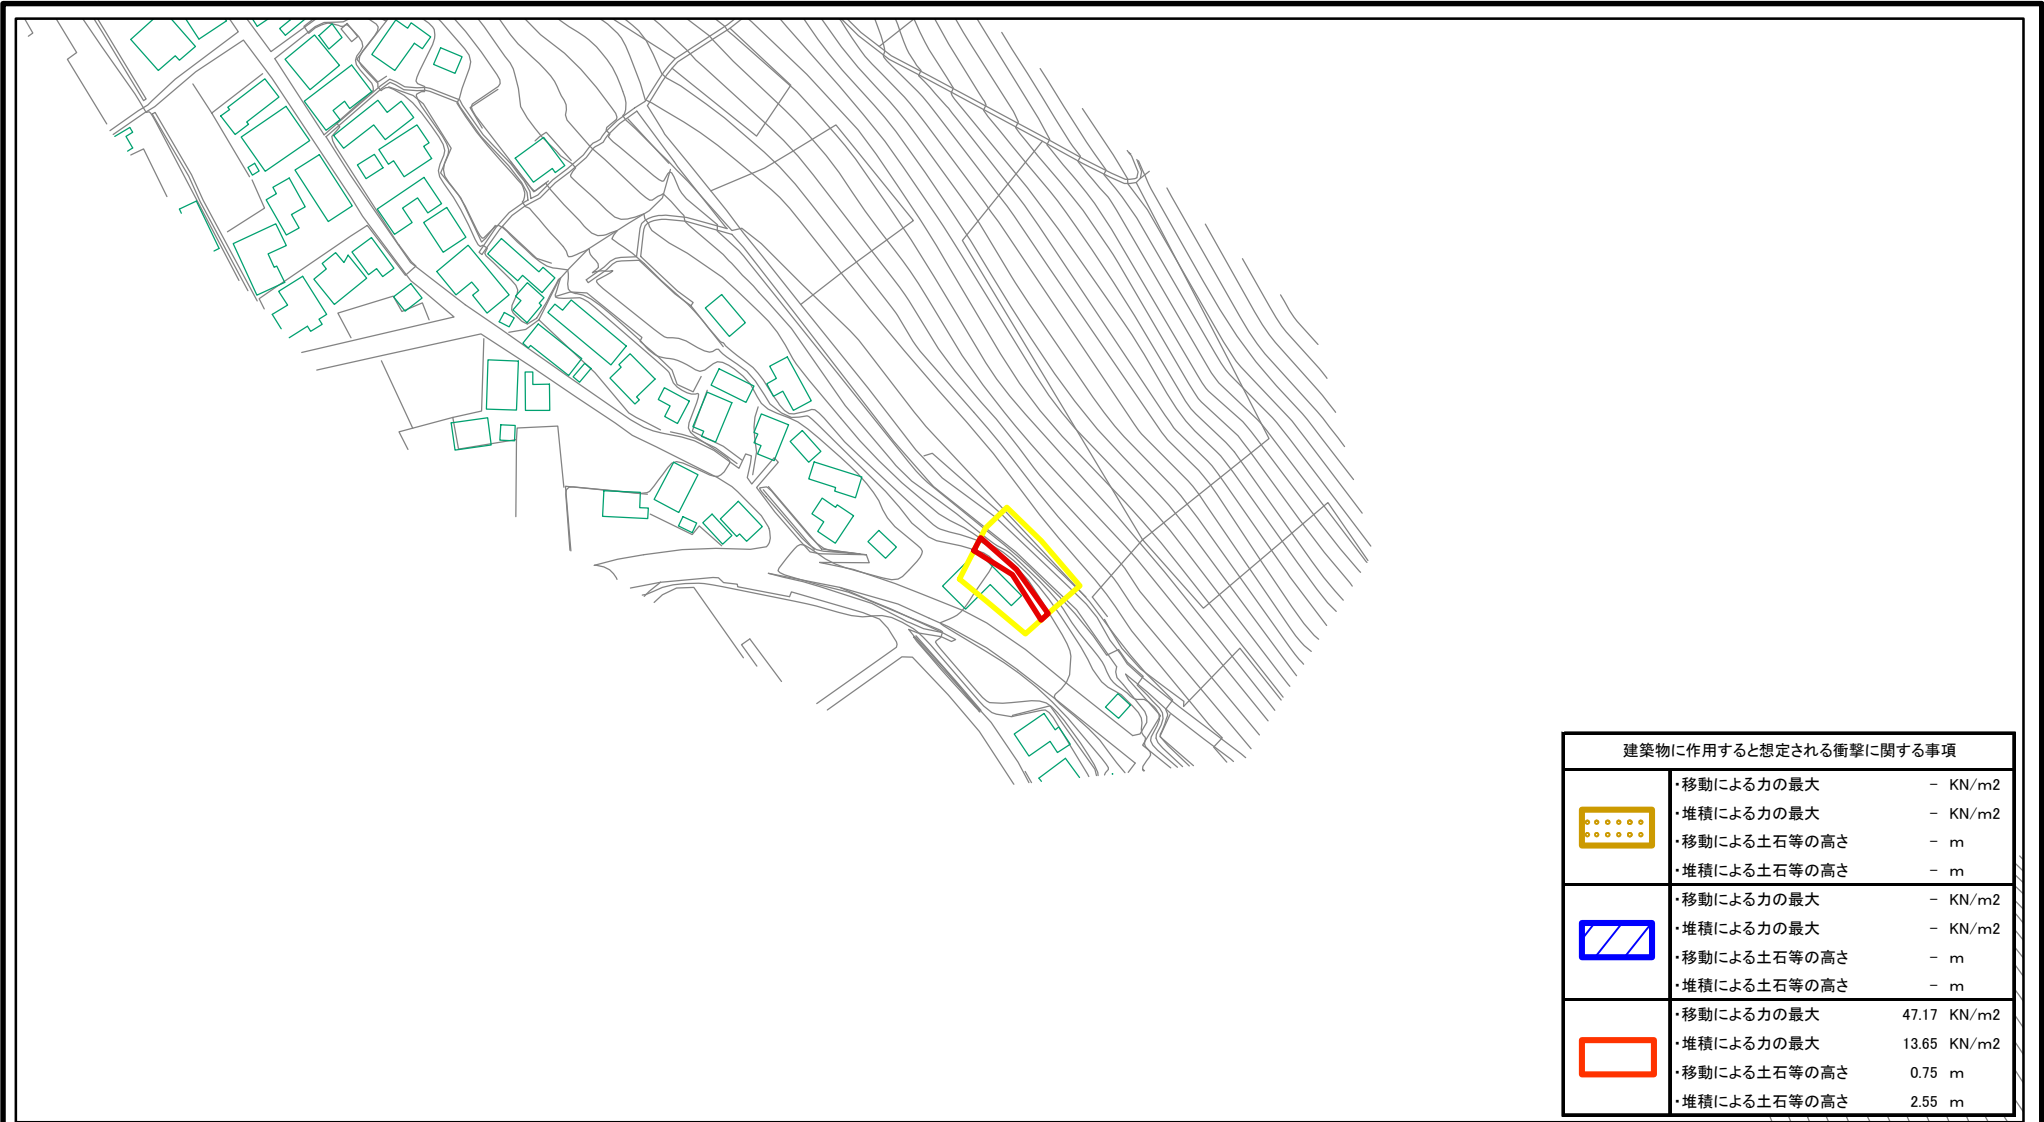 建築物に作用すると想定される衝撃に関する事項
・移動による力の最大 － KN/m2
・堆積による力の最大 － KN/m2
・移動による土石等の高さ － m
・堆積による土石等の高さ － m
・移動による力の最大 － KN/m2
・堆積による力の最大 － KN/m2
・移動による土石等の高さ － m
・堆積による土石等の高さ － m
・移動による力の最大 47.17 KN/m2
・堆積による力の最大 13.65 KN/m2
・移動による土石等の高さ 0.75 m
・堆積による土石等の高さ 2.55 m